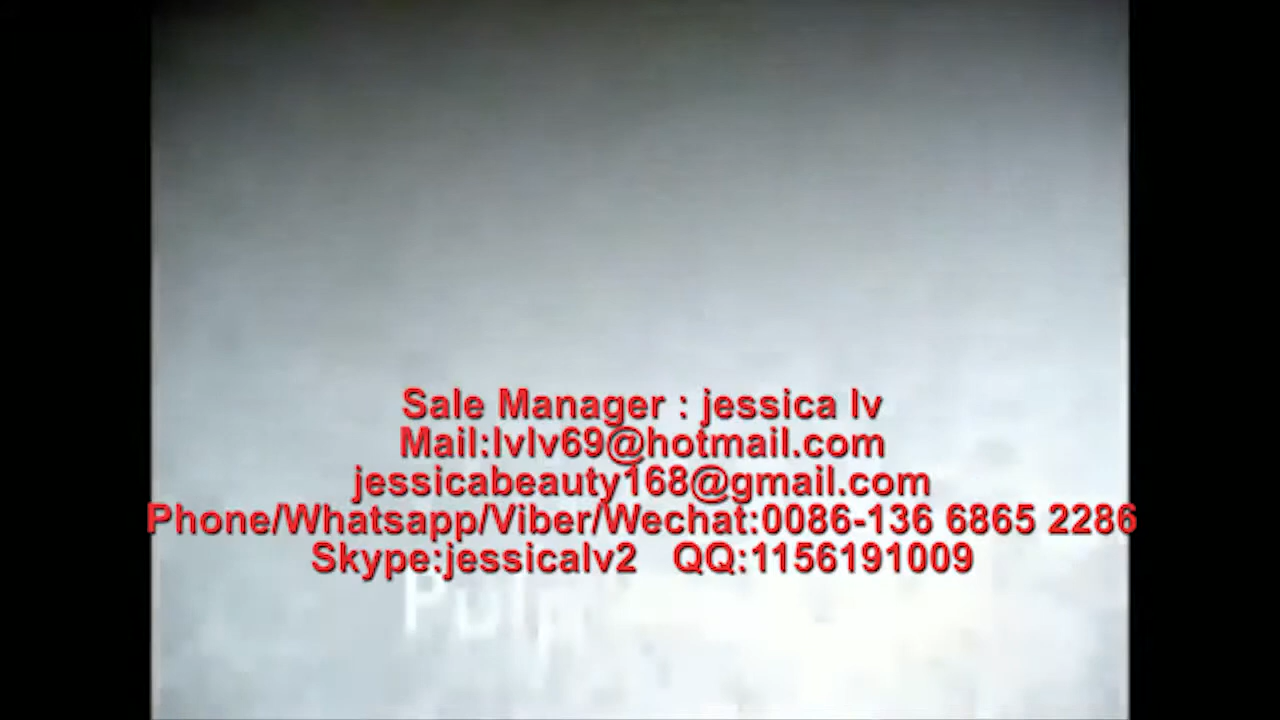 Sale Manager : jessica lv
Mail:lvlv69@hotmail.com
jessicabeauty168@gmail.com
Phone/Whatsapp/Viber/Wechat:0086-136 6865 2286
Skype:jessicalv2 QQ:1156191009